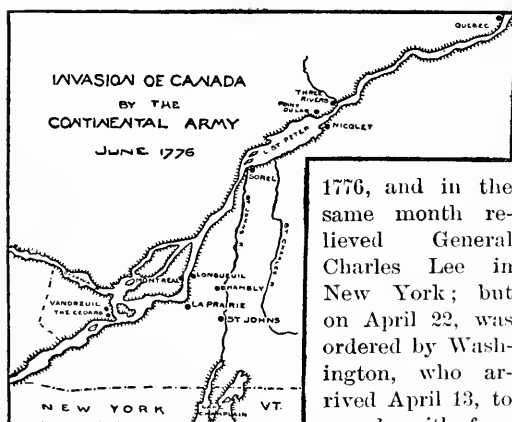 QUEBEC
INVASION OF CANADA
BY THE
CONTINENTAL ARMY
JUNE 1776
THREE
RIVERS
POINT
DU LAC
NICOLET
L. ST PETER
SOREL
MONTREAL
LONGUEUIL
CHAMBLY
VANDREUIL
THE CEDARS
LA PRAIRIE
ST JOHNS
NEW YORK
LAKE
CHAMPLAIN
VT.
1776, and in the
same month re-
lieved General
Charles Lee in
New York; but
on April 22, was
ordered by Wash-
ington, who ar-
rived April 13, to